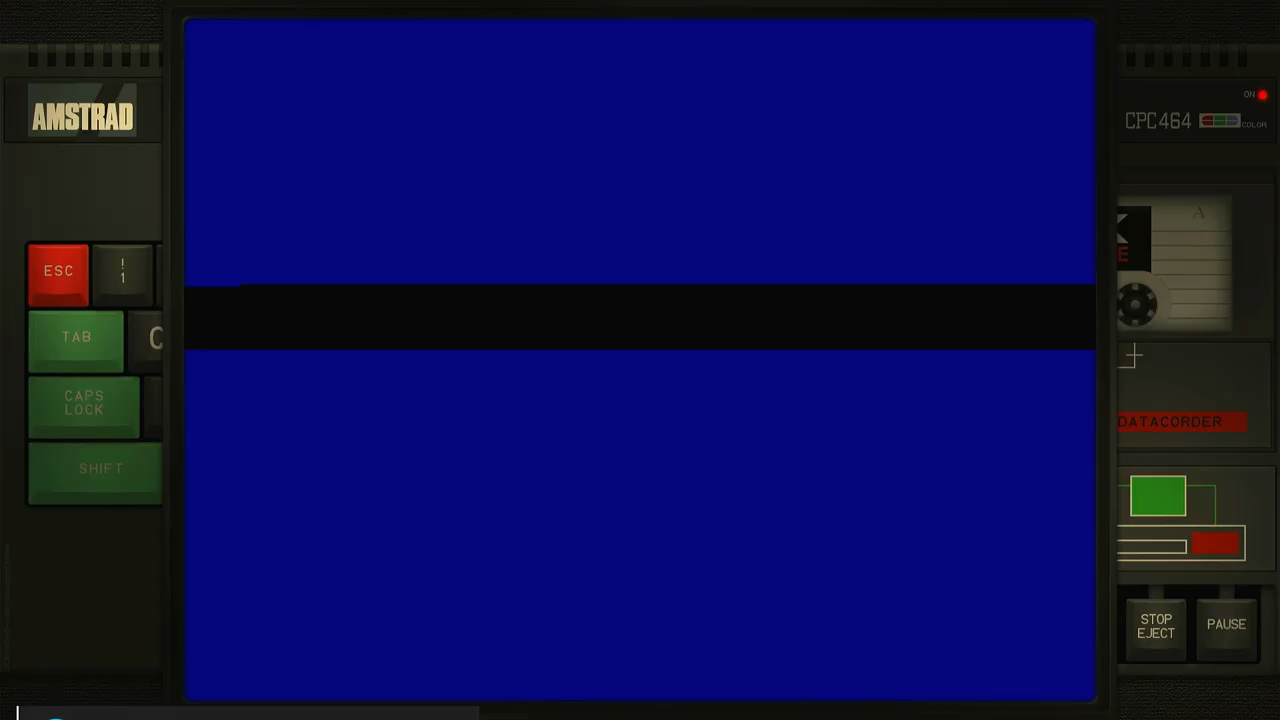 AMSTRAD
ON
CPC464
COLOR
A
K
E
ESC
!
1
TAB
CAPS
LOCK
SHIFT
DATACORDER
STOP
EJECT
PAUSE